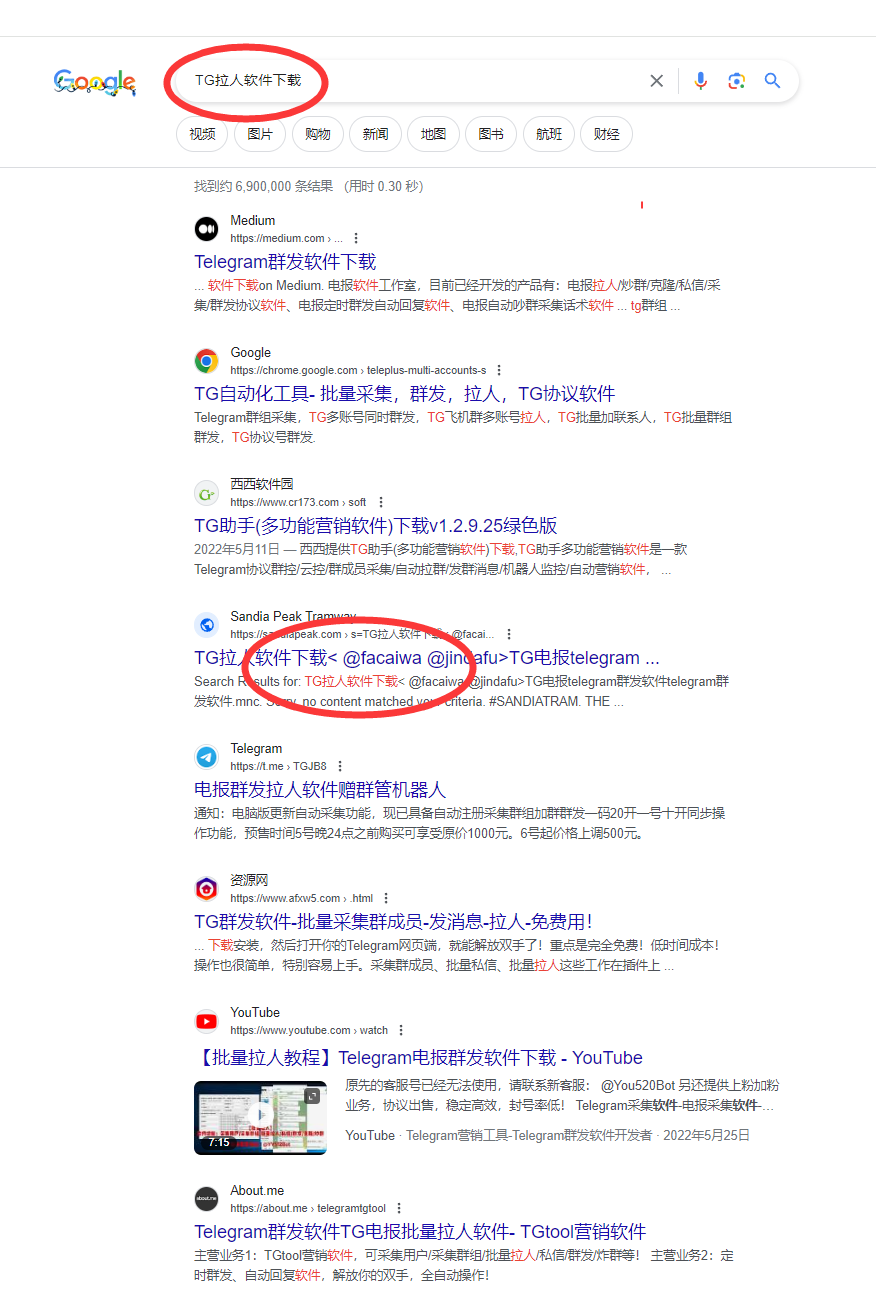 Google
TG拉人软件下载
视频 图片 购物 新闻 地图 图书 航班 财经
找到约 6,900,000 条结果 （用时 0.30 秒）
Medium
https://medium.com › ...
Telegram群发软件下载
... 软件下载on Medium. 电报软件工作室，目前已经开发的产品有：电报拉人/炒群/克隆/私信/采
集/群发协议软件、电报定时群发自动回复软件、电报自动吵群采集话术软件 ... tg群组 ...
Google
https://chrome.google.com › teleplus-multi-accounts-s
TG自动化工具- 批量采集，群发，拉人，TG协议软件
Telegram群组采集，TG多账号同时群发，TG飞机群多账号拉人，TG批量加联系人，TG批量群组
群发，TG协议号群发.
西西软件园
https://www.cr173.com › soft
TG助手(多功能营销软件)下载v1.2.9.25绿色版
2022年5月11日 — 西西提供TG助手(多功能营销软件)下载,TG助手多功能营销软件是一款
Telegram协议群控/云控/群成员采集/自动拉群/发群消息/机器人监控/自动营销软件， ...
Sandia Peak Tramway
https://sandiapeak.com › s=TG拉人软件下载< @facai...
TG拉人软件下载< @facaiwa @jindafu>TG电报telegram ...
Search Results for: TG拉人软件下载< @facaiwa @jindafu>TG电报telegram群发软件telegram群
发软件.mnc. Sorry, no content matched your criteria. #SANDIATRAM. THE ...
Telegram
https://t.me › TGJB8
电报群发拉人软件赠群管机器人
通知：电脑版更新自动采集功能，现已具备自动注册采集群组加群群发一码20开一号十开同步操
作功能，预售时间5号晚24点之前购买可享受原价1000元。6号起价格上调500元。
资源网
https://www.afxw5.com › .html
TG群发软件-批量采集群成员-发消息-拉人-免费用！
... 下载安装，然后打开你的Telegram网页端，就能解放双手了！重点是完全免费！低时间成本！
操作也很简单，特别容易上手。采集群成员、批量私信、批量拉人这些工作在插件上 ...
YouTube
https://www.youtube.com › watch
【批量拉人教程】Telegram电报群发软件下载 - YouTube
7:15
原先的客服号已经无法使用，请联系新客服： @You520Bot 另还提供上粉加粉
业务，协议出售，稳定高效，封号率低！ Telegram采集软件-电报采集软件-...
YouTube · Telegram营销工具-Telegram群发软件开发者 · 2022年5月25日
about.me
About.me
https://about.me › telegramtgtool
Telegram群发软件TG电报批量拉人软件- TGtool营销软件
主营业务1：TGtool营销软件，可采集用户/采集群组/批量拉人/私信/群发/炸群等！ 主营业务2：定
时群发、自动回复软件，解放你的双手，全自动操作！